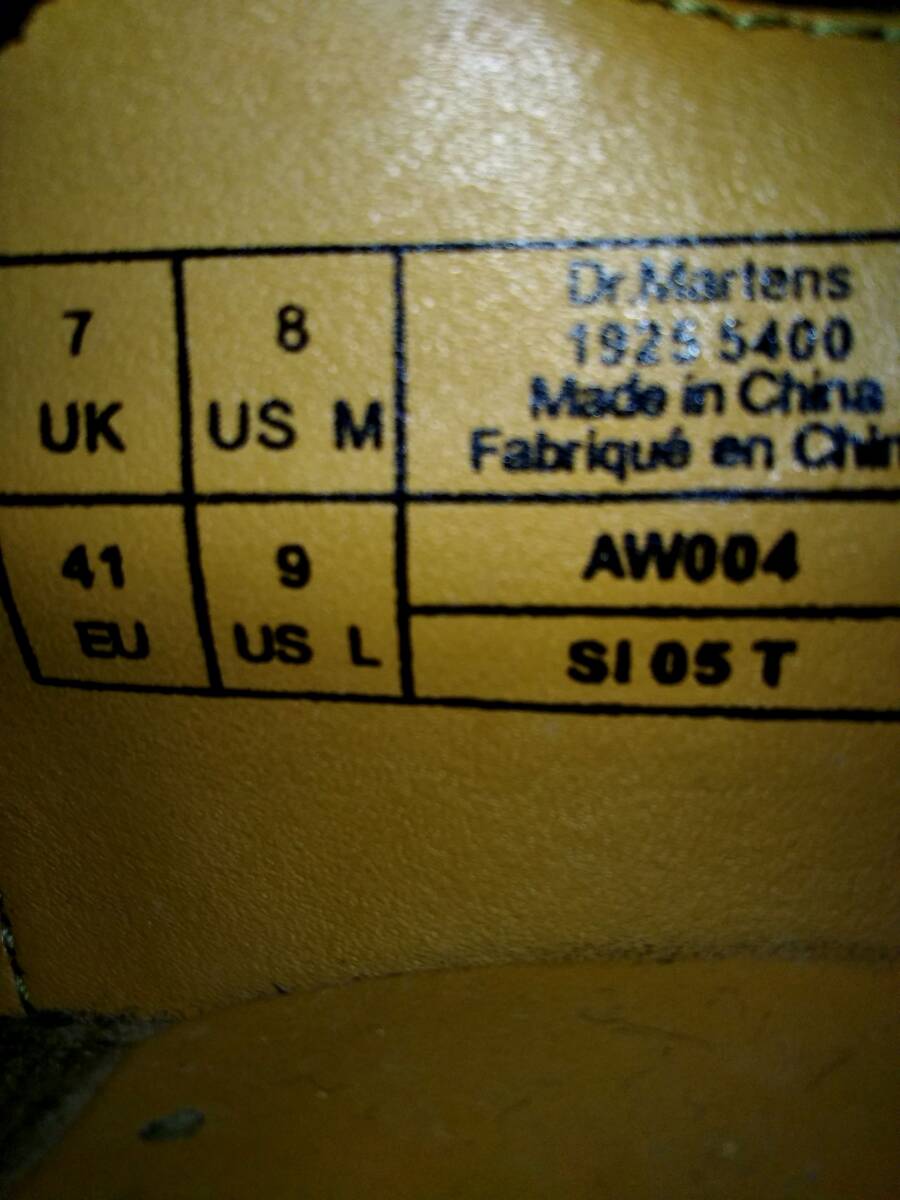 7
UK
8
US M
Dr.Martens
1925 5400
Made in China
Fabriqué en Chin
41
EU
9
US L
AW004
SI 05 T